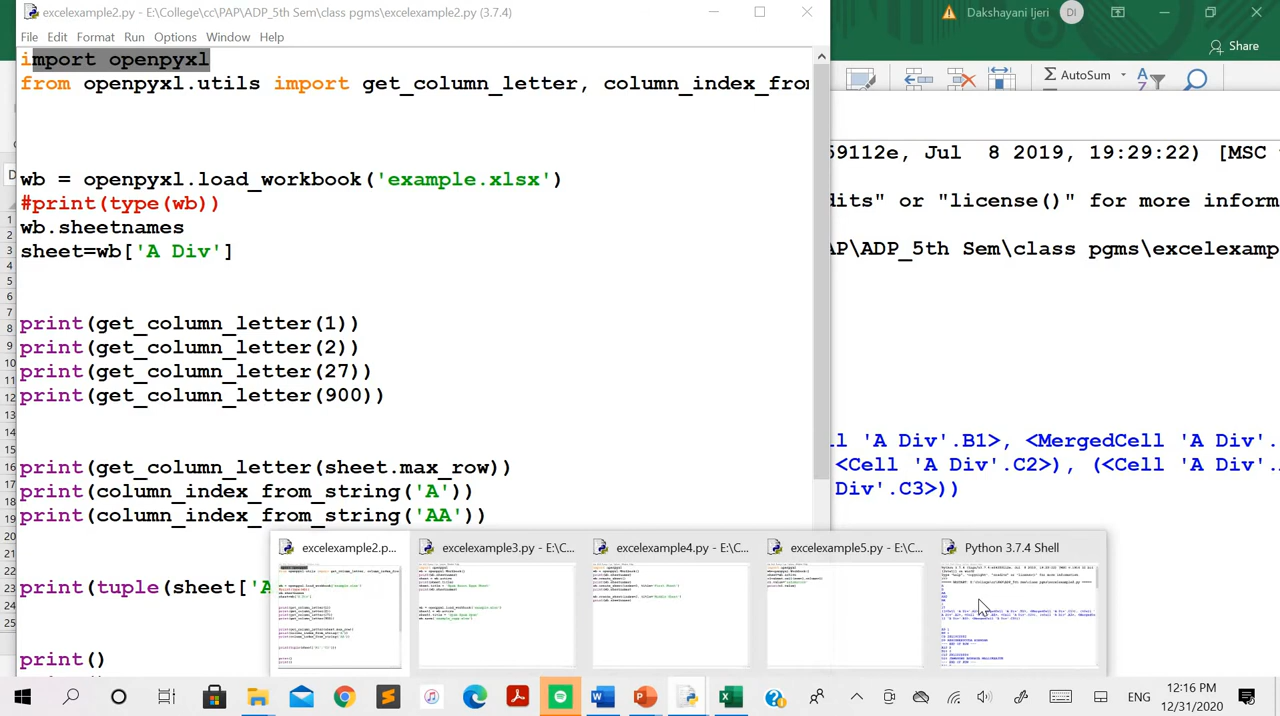 excelexample2.py - E:\College\cc\PAP\ADP_5th Sem\class pgms\excelexample2.py (3.7.4)
Dakshayani Ijeri DI
File Edit Format Run Options Window Help
Share
import openpyxl
AutoSum
from openpyxl.utils import get_column_letter, column_index_from
59112e, Jul 8 2019, 19:29:22) [MSC
wb = openpyxl.load_workbook('example.xlsx')
#print(type(wb))
dits" or "license()" for more inform
wb.sheetnames
sheet=wb['A Div']
AP\ADP_5th Sem\class pgms\excelexamp
print(get_column_letter(1))
print(get_column_letter(2))
print(get_column_letter(27))
print(get_column_letter(900))
ll 'A Div'.B1>, <MergedCell 'A Div'.
print(get_column_letter(sheet.max_row))
<Cell 'A Div'.C2>), (<Cell 'A Div'.
print(column_index_from_string('A'))
Div'.C3>))
print(column_index_from_string('AA'))
excelexample2.p...
excelexample3.py - E:\C...
excelexample4.py - E:\C...
excelexample5.py - E:\C...
Python 3.7.4 Shell
print(tuple(sheet['A
print()
ENG
12:16 PM
12/31/2020